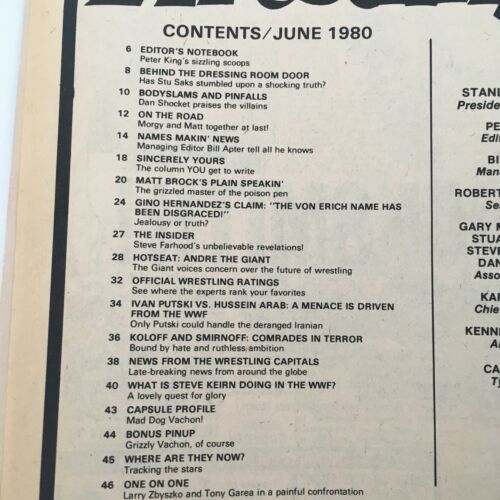 CONTENTS/JUNE 1980
6 EDITOR'S NOTEBOOK
Peter King's sizzling scoops
8 BEHIND THE DRESSING ROOM DOOR
Has Stu Saks stumbled upon a shocking truth?
10 BODYSLAMS AND PINFALLS
Dan Shocket praises the villains
12 ON THE ROAD
Morgy and Matt together at last!
14 NAMES MAKIN' NEWS
Managing Editor Bill Apter tell all he knows
18 SINCERELY YOURS
The column YOU get to write
20 MATT BROCK'S PLAIN SPEAKIN'
The grizzled master of the poison pen
24 GINO HERNANDEZ'S CLAIM: "THE VON ERICH NAME HAS
BEEN DISGRACED!"
Jealousy or truth?
27 THE INSIDER
Steve Farhood's unbelievable revelations!
28 HOTSEAT: ANDRE THE GIANT
The Giant voices concern over the future of wrestling
32 OFFICIAL WRESTLING RATINGS
See where the experts rank your favorites
34 IVAN PUTSKI VS. HUSSEIN ARAB: A MENACE IS DRIVEN
FROM THE WWF
Only Putski could handle the deranged Iranian
36 KOLOFF AND SMIRNOFF: COMRADES IN TERROR
Bound by hate and ruthless ambition
38 NEWS FROM THE WRESTLING CAPITALS
Late-breaking news from around the globe
40 WHAT IS STEVE KEIRN DOING IN THE WWF?
A lovely quest for glory
43 CAPSULE PROFILE
Mad Dog Vachon!
44 BONUS PINUP
Grizzly Vachon, of course
45 WHERE ARE THEY NOW?
Tracking the stars
46 ONE ON ONE
Larry Zbyszko and Tony Garea in a painful confrontation
STANL
Preside
PE
Edit
BI
Mana
ROBERT
Se
GARY M
STUA
STEVE
DAN
Asso
KAR
Chie
KENNE
Ar
CA
Ty